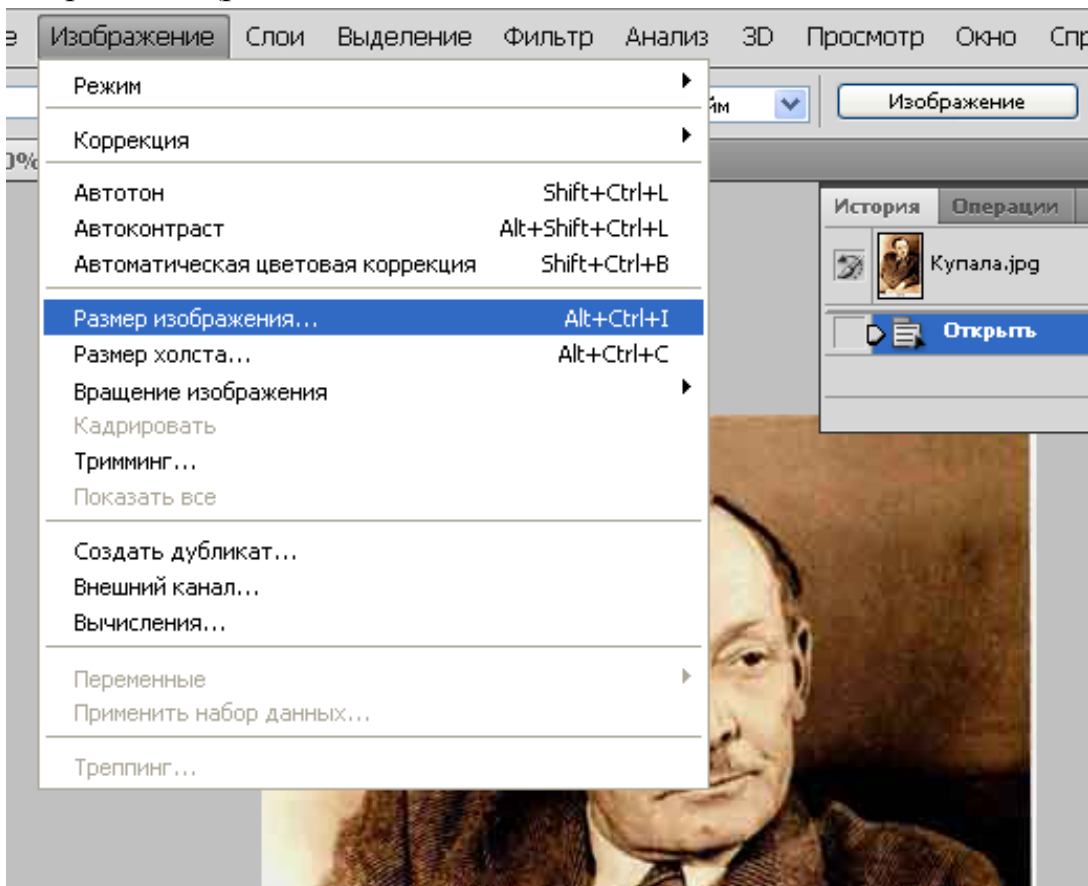 Изображение Слои Выделение Фильтр Анализ 3D Просмотр Окно
Режим
Изображение
Коррекция
Автотон Shift+Ctrl+L
Автоконтраст Alt+Shift+Ctrl+L
Автоматическая цветовая коррекция Shift+Ctrl+B
История Операции
Купала.jpg
Размер изображения... Alt+Ctrl+I
Открыть
Размер холста... Alt+Ctrl+C
Вращение изображения
Кадрировать
Тримминг...
Показать все
Создать дубликат...
Внешний канал...
Вычисления...
Переменные
Применить набор данных...
Треппинг...